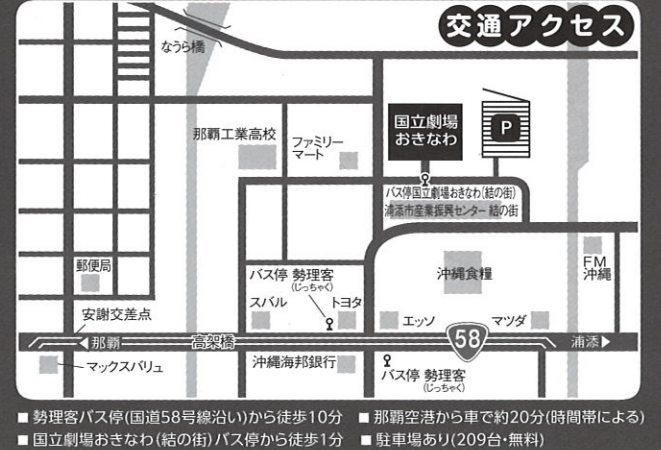 交通アクセス
なうら橋
国立劇場
おきなわ
P
那覇工業高校
ファミリー
マート
バス停国立劇場おきなわ(結の街)
浦添市産業振興センター 結の街
郵便局
バス停 勢理客
(じっちゃく)
沖縄食糧
FM
沖縄
スバル
トヨタ
エッソ
マツダ
安謝交差点
◀那覇
高架橋
58
浦添▶
マックスバリュ
沖縄海邦銀行
バス停 勢理客
(じっちゃく)
■ 勢理客バス停(国道58号線沿い)から徒歩10分
■ 那覇空港から車で約20分(時間帯による)
■ 国立劇場おきなわ(結の街)バス停から徒歩1分
■ 駐車場あり(209台・無料)